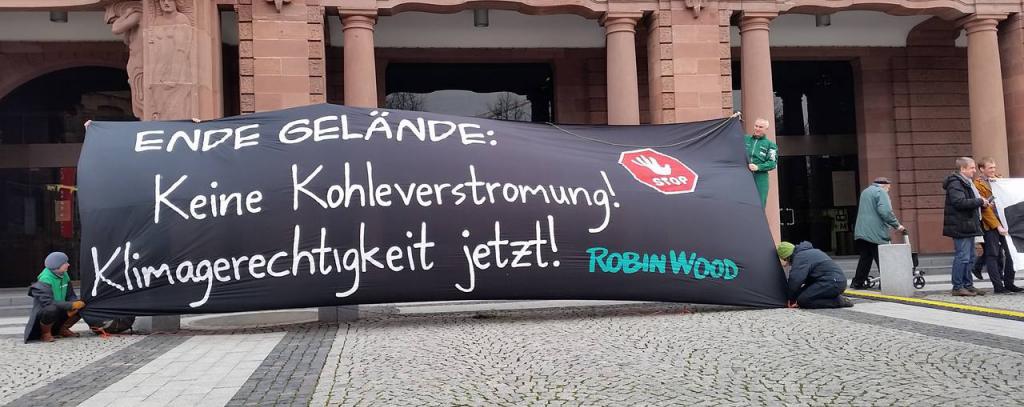 ENDE GELÄNDE:
Keine Kohleverstromung!
STOP
Klimagerechtigkeit jetzt!
ROBIN WOOD